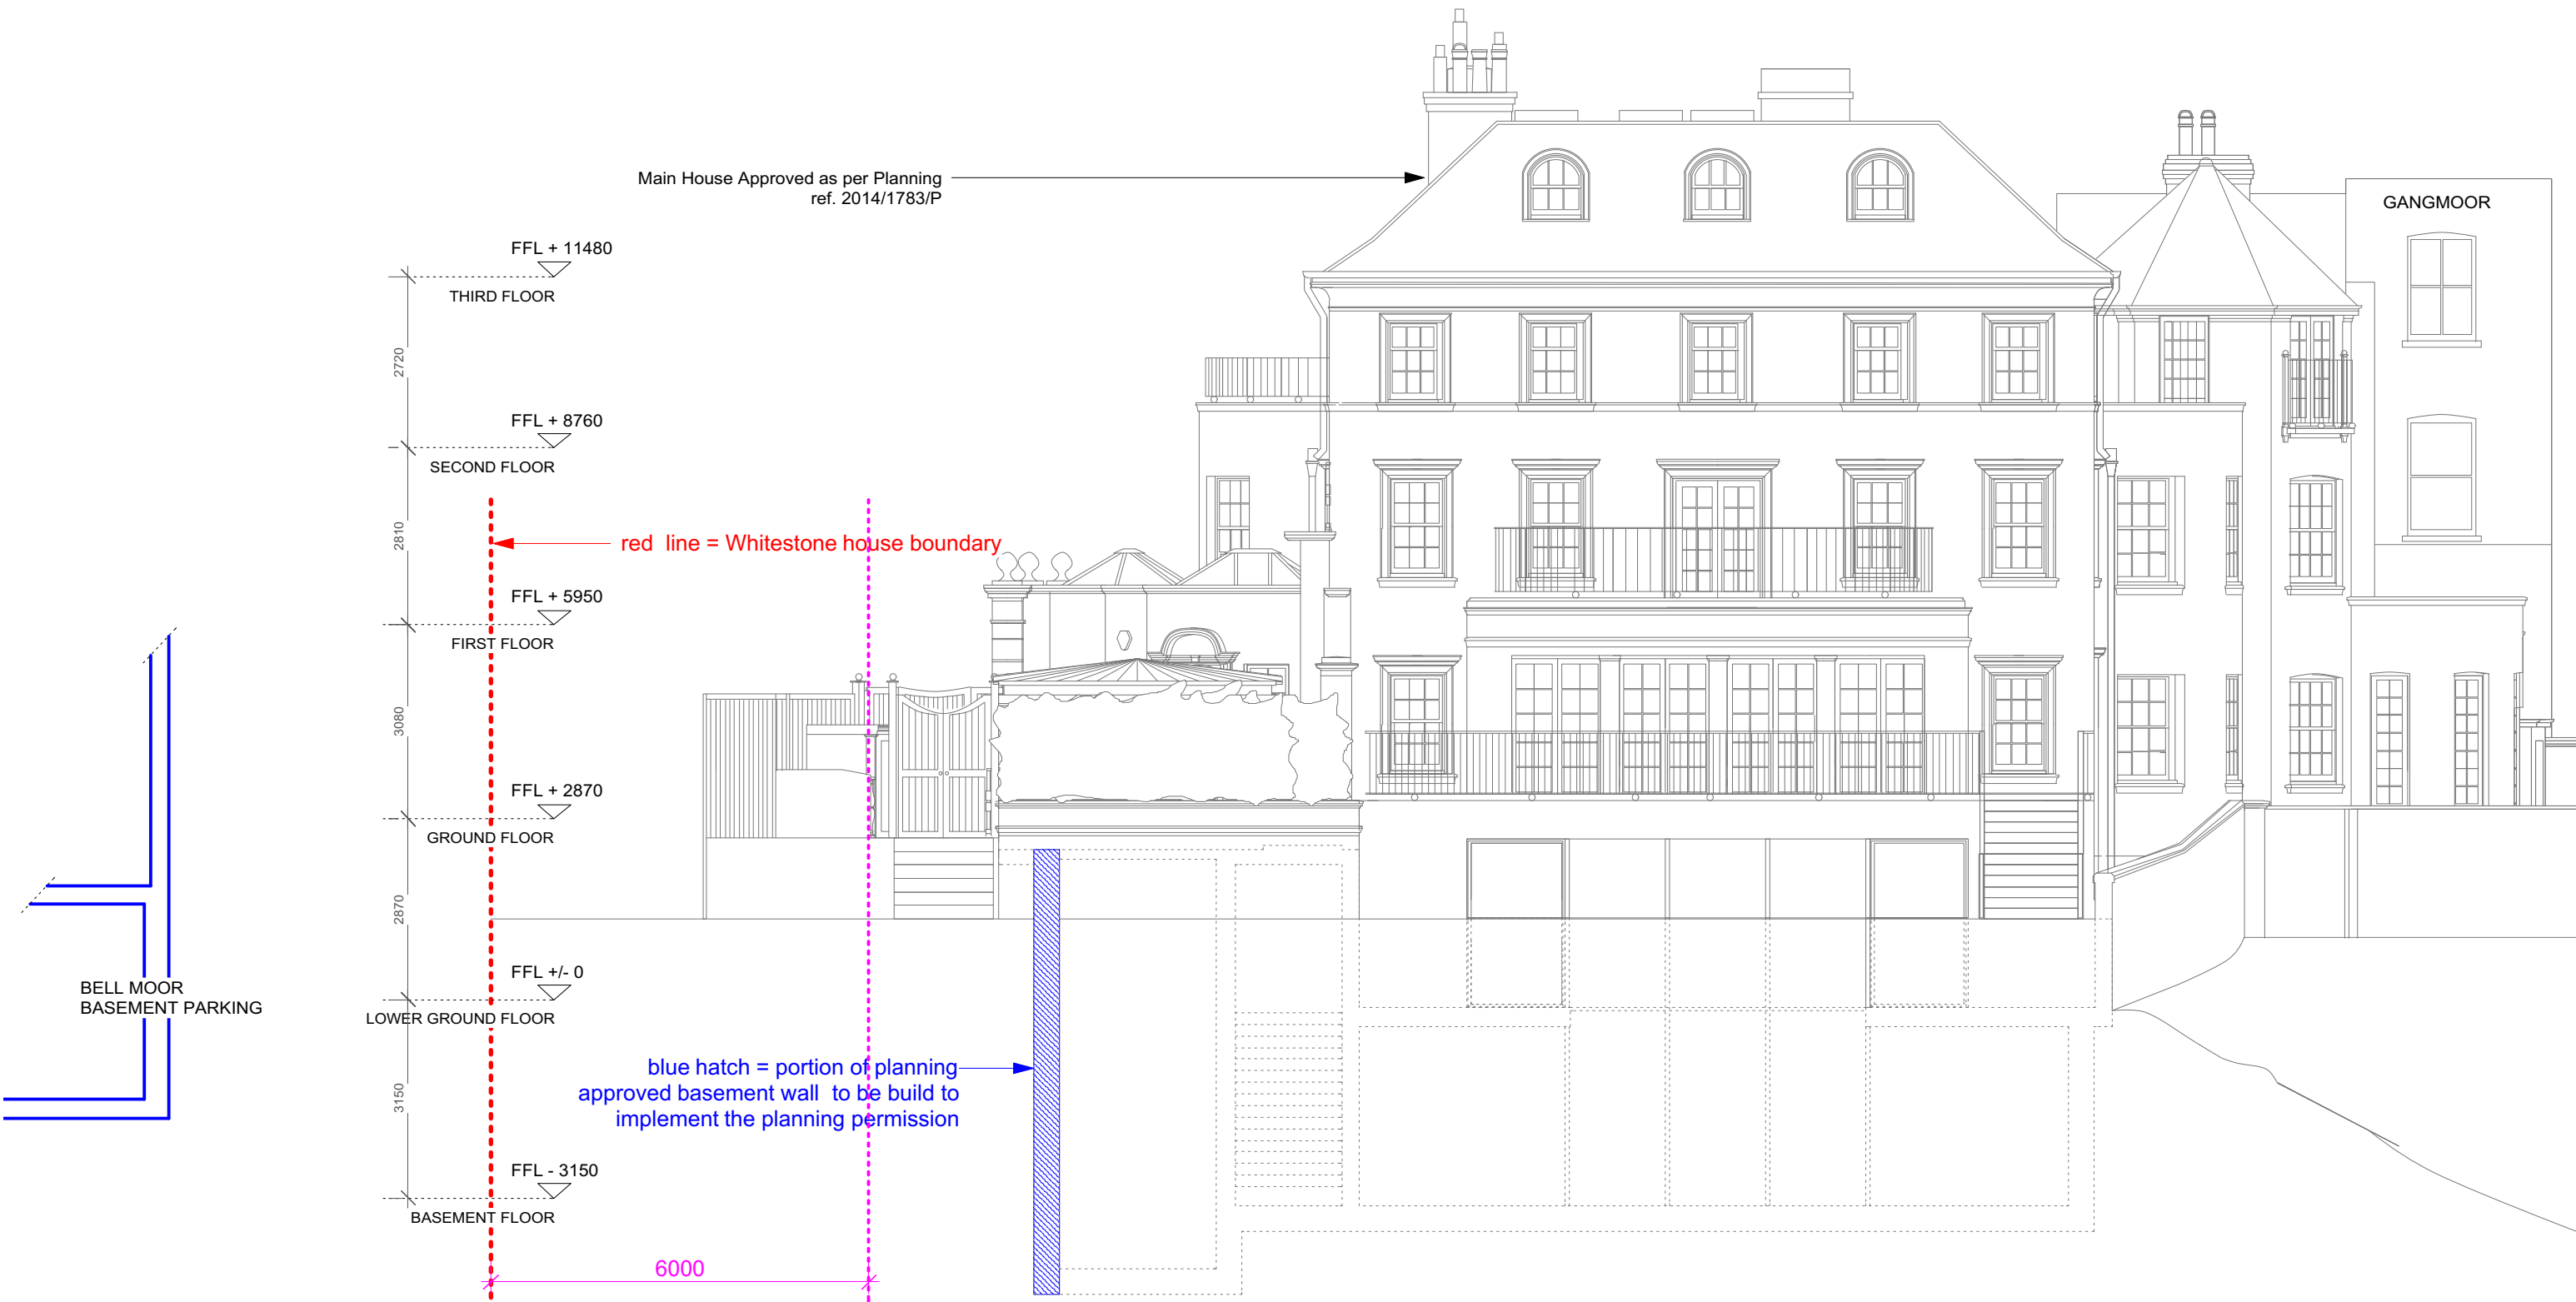 Main House Approved as per Planning
ref. 2014/1783/P
GANGMOOR
FFL + 11480
THIRD FLOOR
2720
FFL + 8760
SECOND FLOOR
2810
red  line = Whitestone house boundary
FFL + 5950
FIRST FLOOR
3080
FFL + 2870
GROUND FLOOR
2870
FFL +/- 0
LOWER GROUND FLOOR
BELL MOOR
BASEMENT PARKING
3150
blue hatch = portion of planning
approved basement wall  to be build to
implement the planning permission
FFL - 3150
BASEMENT FLOOR
6000